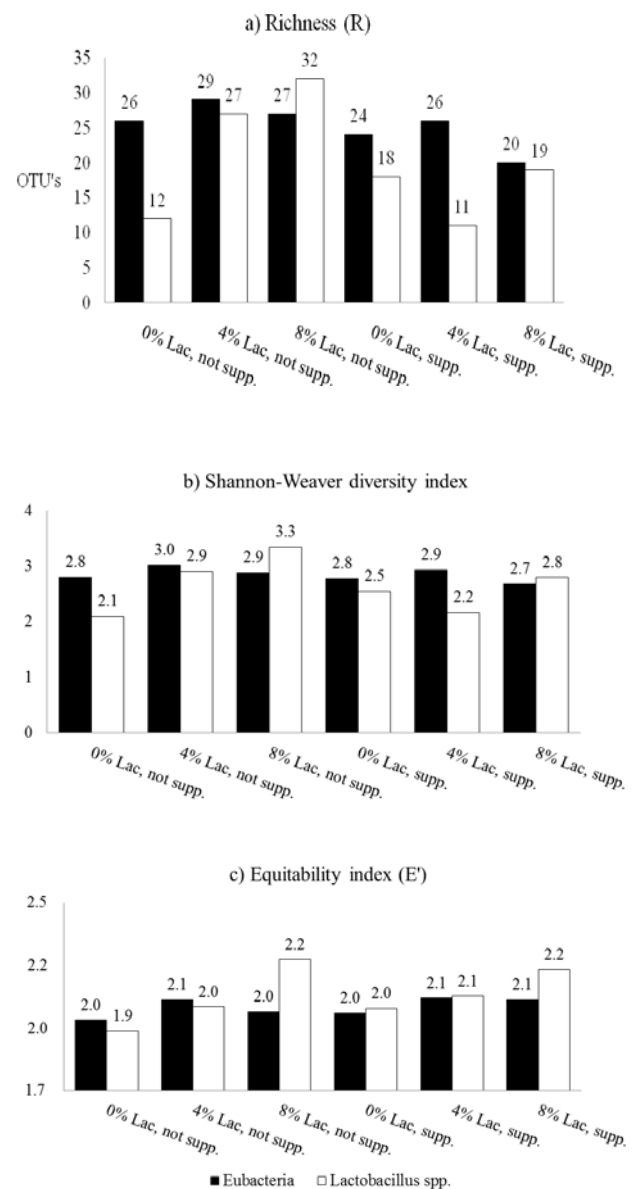 a) Richness (R)
35
30
25
20
15
10
5
0
OTU's
26
12
29
27
27
32
24
18
26
11
20
19
0% Lac, not supp.
4% Lac, not supp.
8% Lac, not supp.
0% Lac, supp.
4% Lac, supp.
8% Lac, supp.
b) Shannon-Weaver diversity index
4
3
2
1
0
2.8
2.1
3.0
2.9
2.9
3.3
2.8
2.5
2.9
2.2
2.7
2.8
0% Lac, not supp.
4% Lac, not supp.
8% Lac, not supp.
0% Lac, supp.
4% Lac, supp.
8% Lac, supp.
c) Equitability index (E')
2.5
2.2
2.0
1.7
2.0
1.9
2.1
2.0
2.0
2.2
2.0
2.0
2.1
2.1
2.1
2.2
0% Lac, not supp.
4% Lac, not supp.
8% Lac, not supp.
0% Lac, supp.
4% Lac, supp.
8% Lac, supp.
Eubacteria Lactobacillus spp.